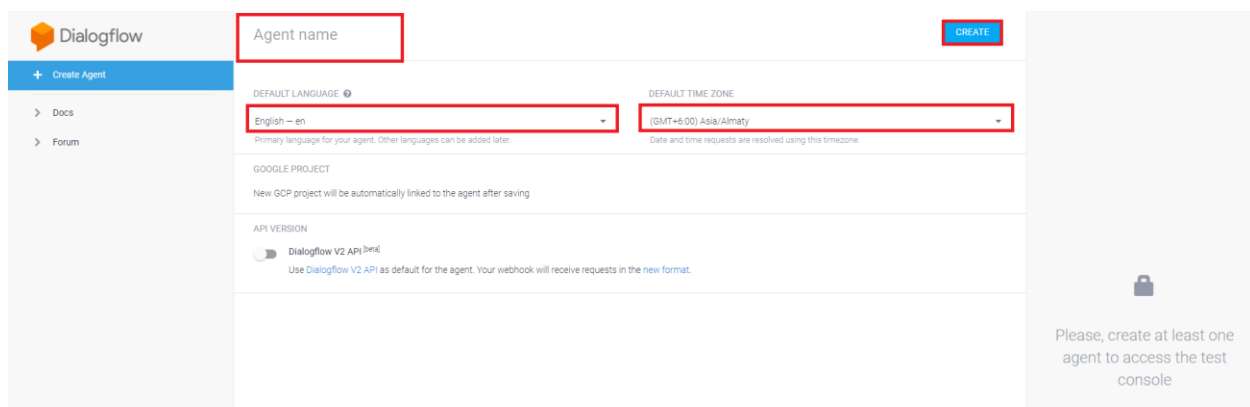 Dialogflow
Agent name
CREATE
+ Create Agent
> Docs
> Forum
DEFAULT LANGUAGE ?
DEFAULT TIME ZONE
English – en
(GMT+6:00) Asia/Almaty
Primary language for your agent. Other languages can be added later.
Date and time requests are resolved using this timezone.
GOOGLE PROJECT
New GCP project will be automatically linked to the agent after saving
API VERSION
Dialogflow V2 API [beta]
Use Dialogflow V2 API as default for the agent. Your webhook will receive requests in the new format.
Please, create at least one
agent to access the test
console